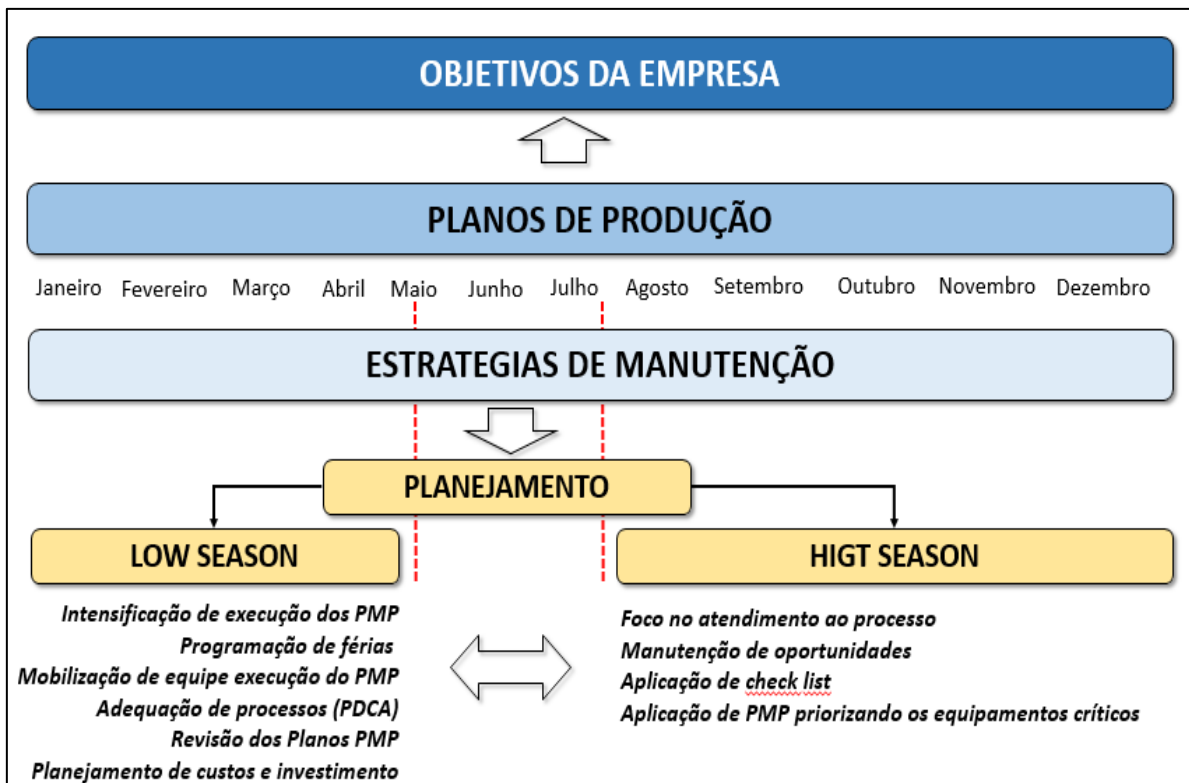 OBJETIVOS DA EMPRESA
PLANOS DE PRODUÇÃO
Janeiro Fevereiro Março Abril Maio Junho Julho Agosto Setembro Outubro Novembro Dezembro
ESTRATEGIAS DE MANUTENÇÃO
PLANEJAMENTO
LOW SEASON
Intensificação de execução dos PMP
Programação de férias
Mobilização de equipe execução do PMP
Adequação de processos (PDCA)
Revisão dos Planos PMP
Planejamento de custos e investimento
HIGT SEASON
Foco no atendimento ao processo
Manutenção de oportunidades
Aplicação de check list
Aplicação de PMP priorizando os equipamentos críticos